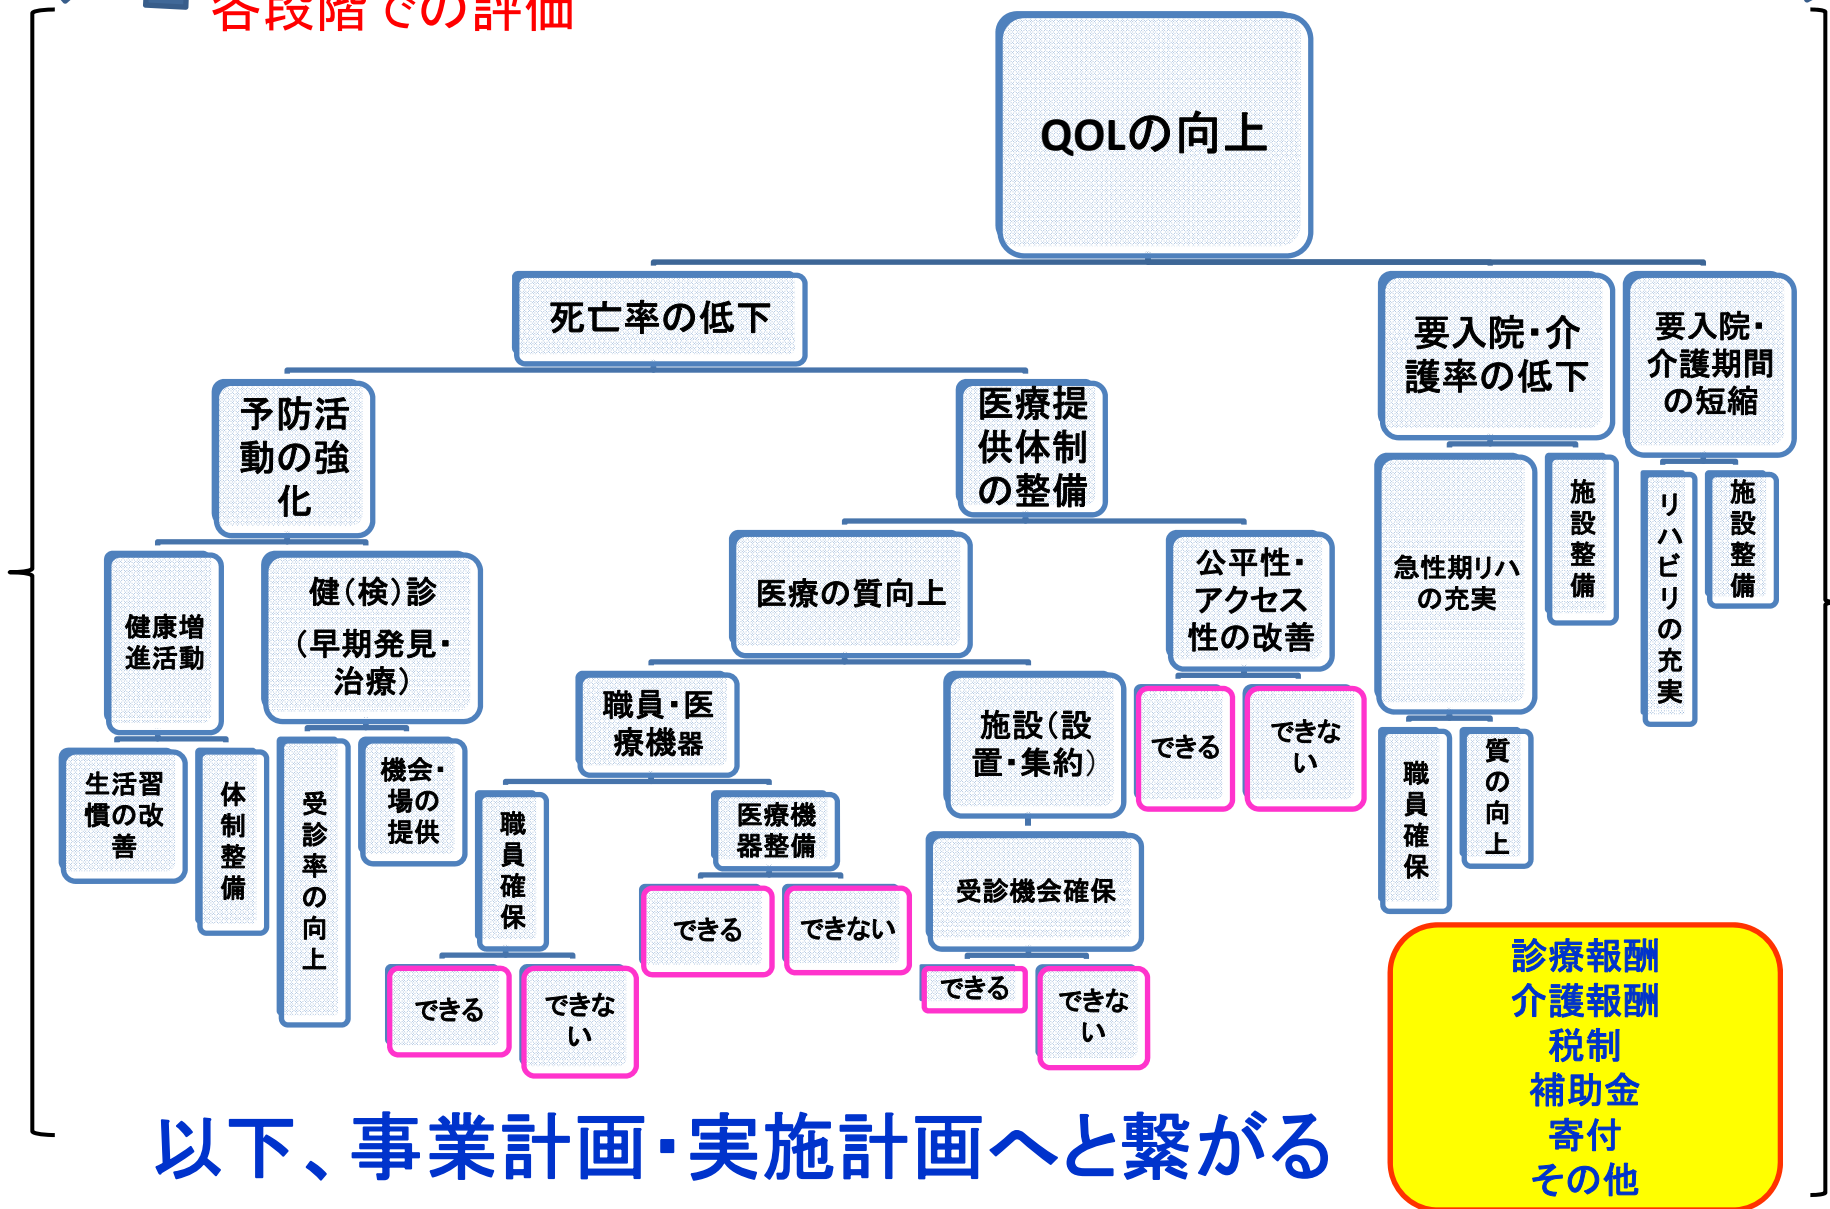 各段階での評価
QOLの向上
死亡率の低下
要入院・介
護率の低下
要入院・
介護期間
の短縮
予防活
動の強
化
医療提
供体制
の整備
急性期リハ
の充実
施設整備
リハビリの充実
施設整備
健康増
進活動
健(検)診
(早期発見・
治療)
医療の質向上
公平性・
アクセス
性の改善
職員・医
療機器
施設(設
置・集約)
できる
できな
い
職員確保
質の向上
生活習
慣の改
善
体制整備
受診率の向上
機会・
場の
提供
職員確保
医療機
器整備
受診機会確保
できる
できない
できる
できな
い
できる
できな
い
診療報酬
介護報酬
税制
補助金
寄付
その他
以下、事業計画・実施計画へと繋がる